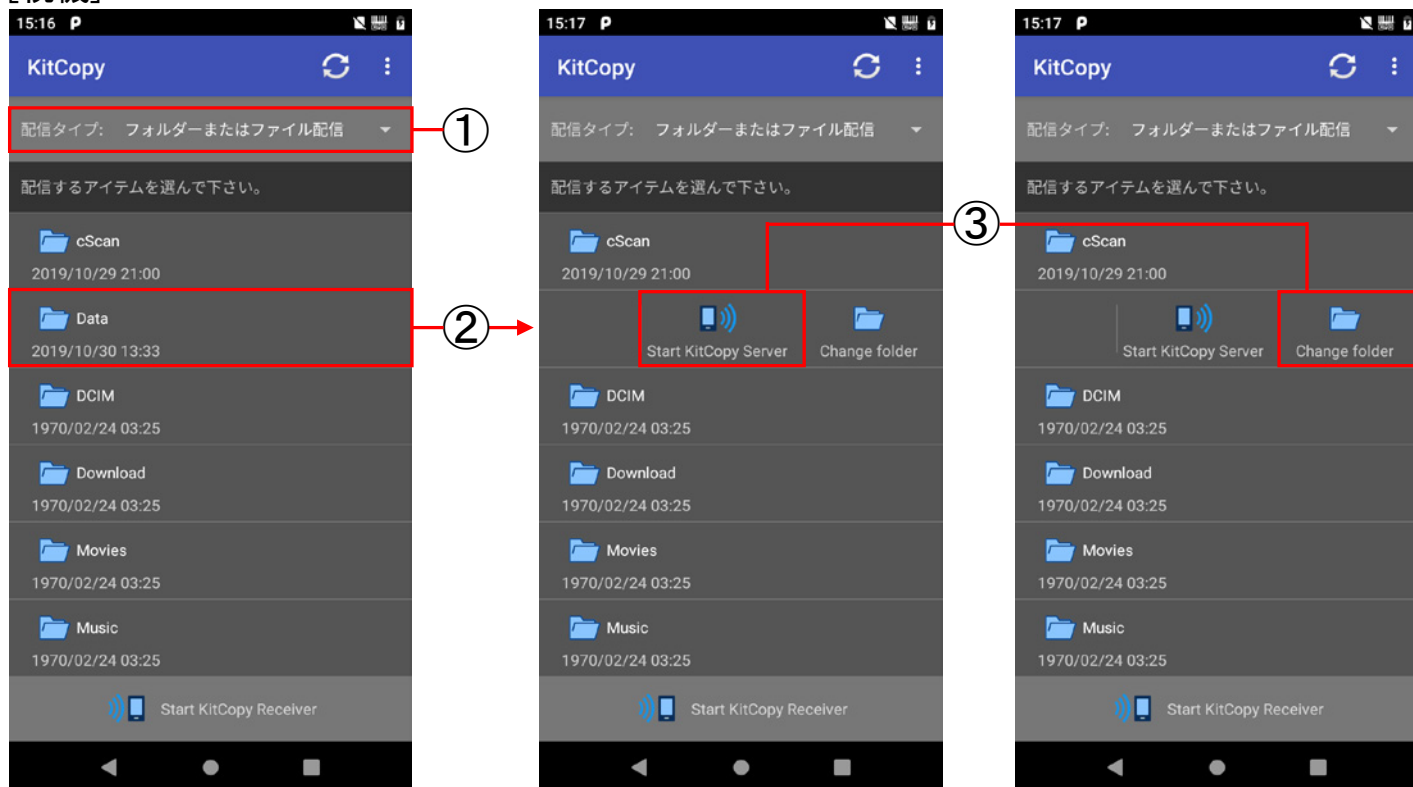 15:16 P
KitCopy
配信タイプ: フォルダーまたはファイル配信
①
配信するアイテムを選んで下さい。
cScan
2019/10/29 21:00
Data
2019/10/30 13:33
②
DCIM
1970/02/24 03:25
Download
1970/02/24 03:25
Movies
1970/02/24 03:25
Music
1970/02/24 03:25
Start KitCopy Receiver
15:17 P
KitCopy
配信タイプ: フォルダーまたはファイル配信
配信するアイテムを選んで下さい。
③
cScan
2019/10/29 21:00
Start KitCopy Server Change folder
DCIM
1970/02/24 03:25
Download
1970/02/24 03:25
Movies
1970/02/24 03:25
Music
1970/02/24 03:25
Start KitCopy Receiver
15:17 P
KitCopy
配信タイプ: フォルダーまたはファイル配信
配信するアイテムを選んで下さい。
cScan
2019/10/29 21:00
Start KitCopy Server Change folder
DCIM
1970/02/24 03:25
Download
1970/02/24 03:25
Movies
1970/02/24 03:25
Music
1970/02/24 03:25
Start KitCopy Receiver